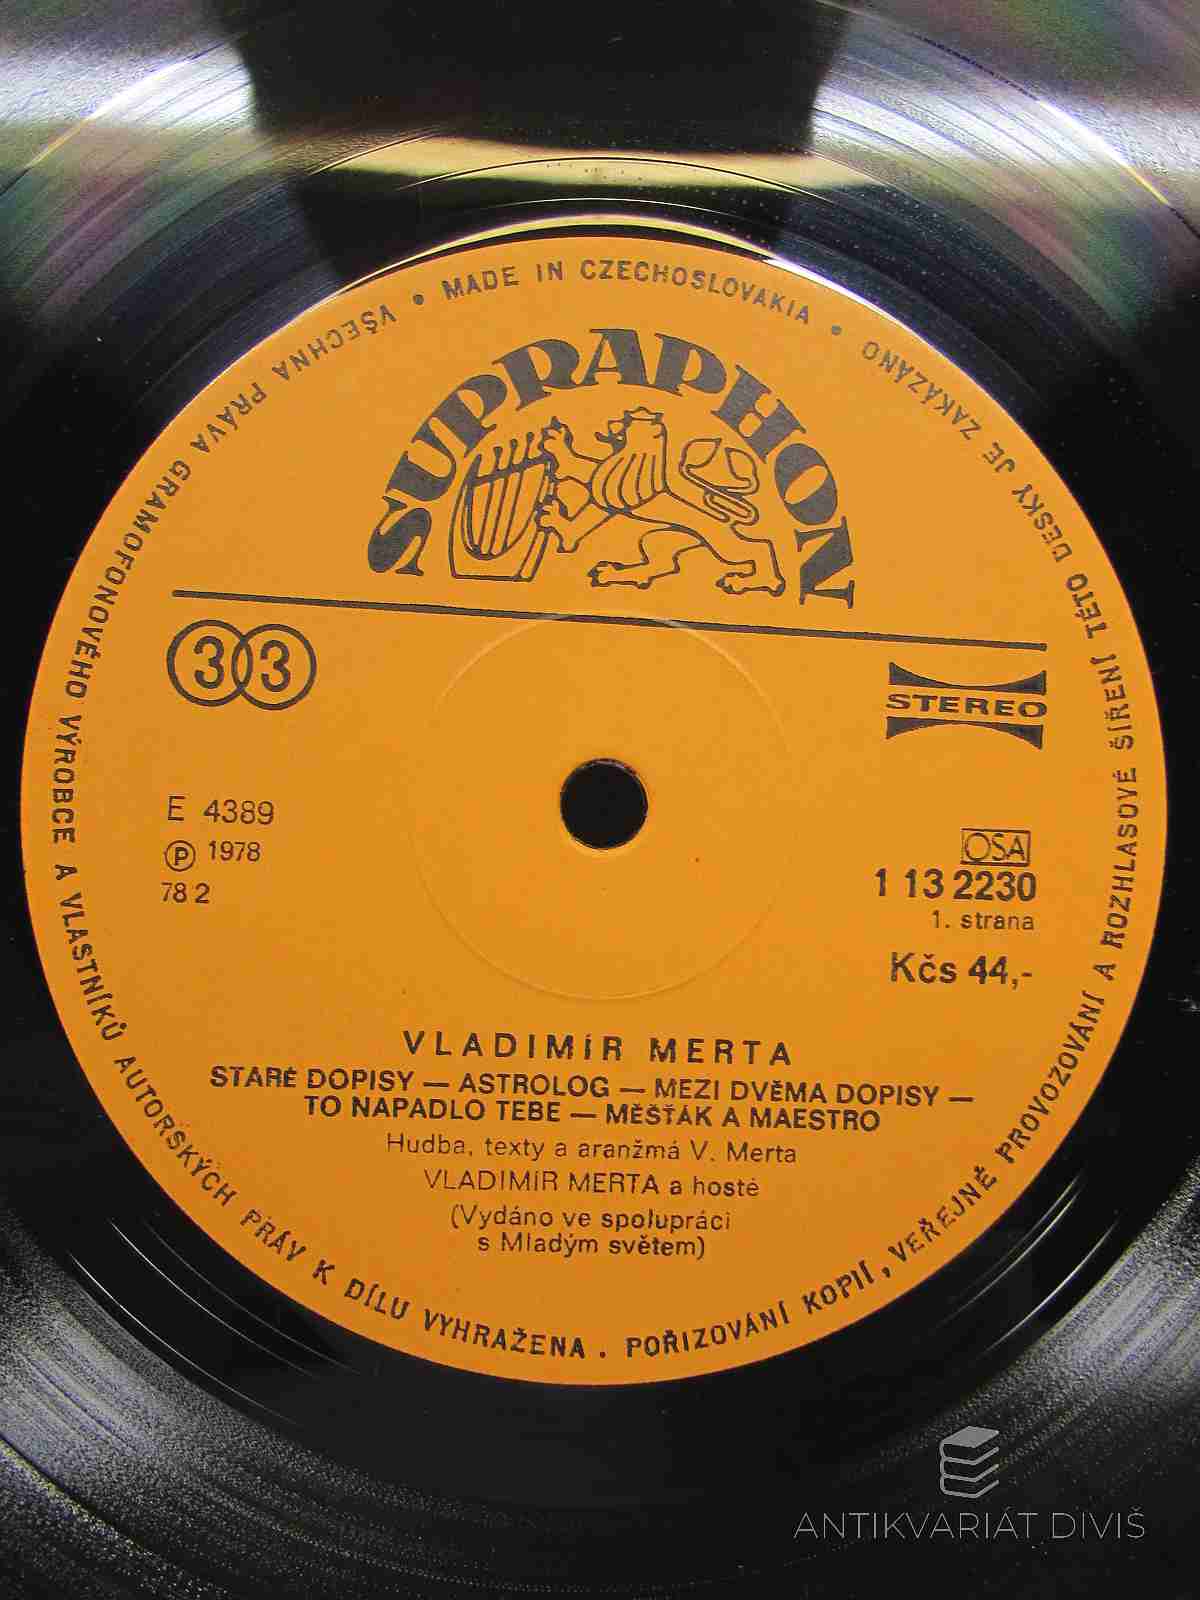 VŠECHNA PRÁVA GRAMOFONOVÉHO VÝROBCE A VLASTNÍKŮ AUTORSKÝCH PRÁV K DÍLU VYHRAŽENA . POŘIZOVÁNÍ KOPIÍ, VEŘEJNÉ PROVOZOVÁNÍ A ROZHLASOVÉ ŠÍŘENÍ TÉTO DESKY JE ZAKÁZÁNO
• MADE IN CZECHOSLOVAKIA •
SUPRAPHON
33
STEREO
E 4389
Ⓟ 1978
78 2
OSA
1 13 2230
1. strana
Kčs 44,-
VLADIMÍR MERTA
STARÉ DOPISY — ASTROLOG — MEZI DVĚMA DOPISY —
TO NAPADLO TEBE — MĚŠŤÁK A MAESTRO
Hudba, texty a aranžmá V. Merta
VLADIMÍR MERTA a hosté
(Vydáno ve spolupráci
s Mladým světem)
ANTIKVARIÁT DIVIŠ